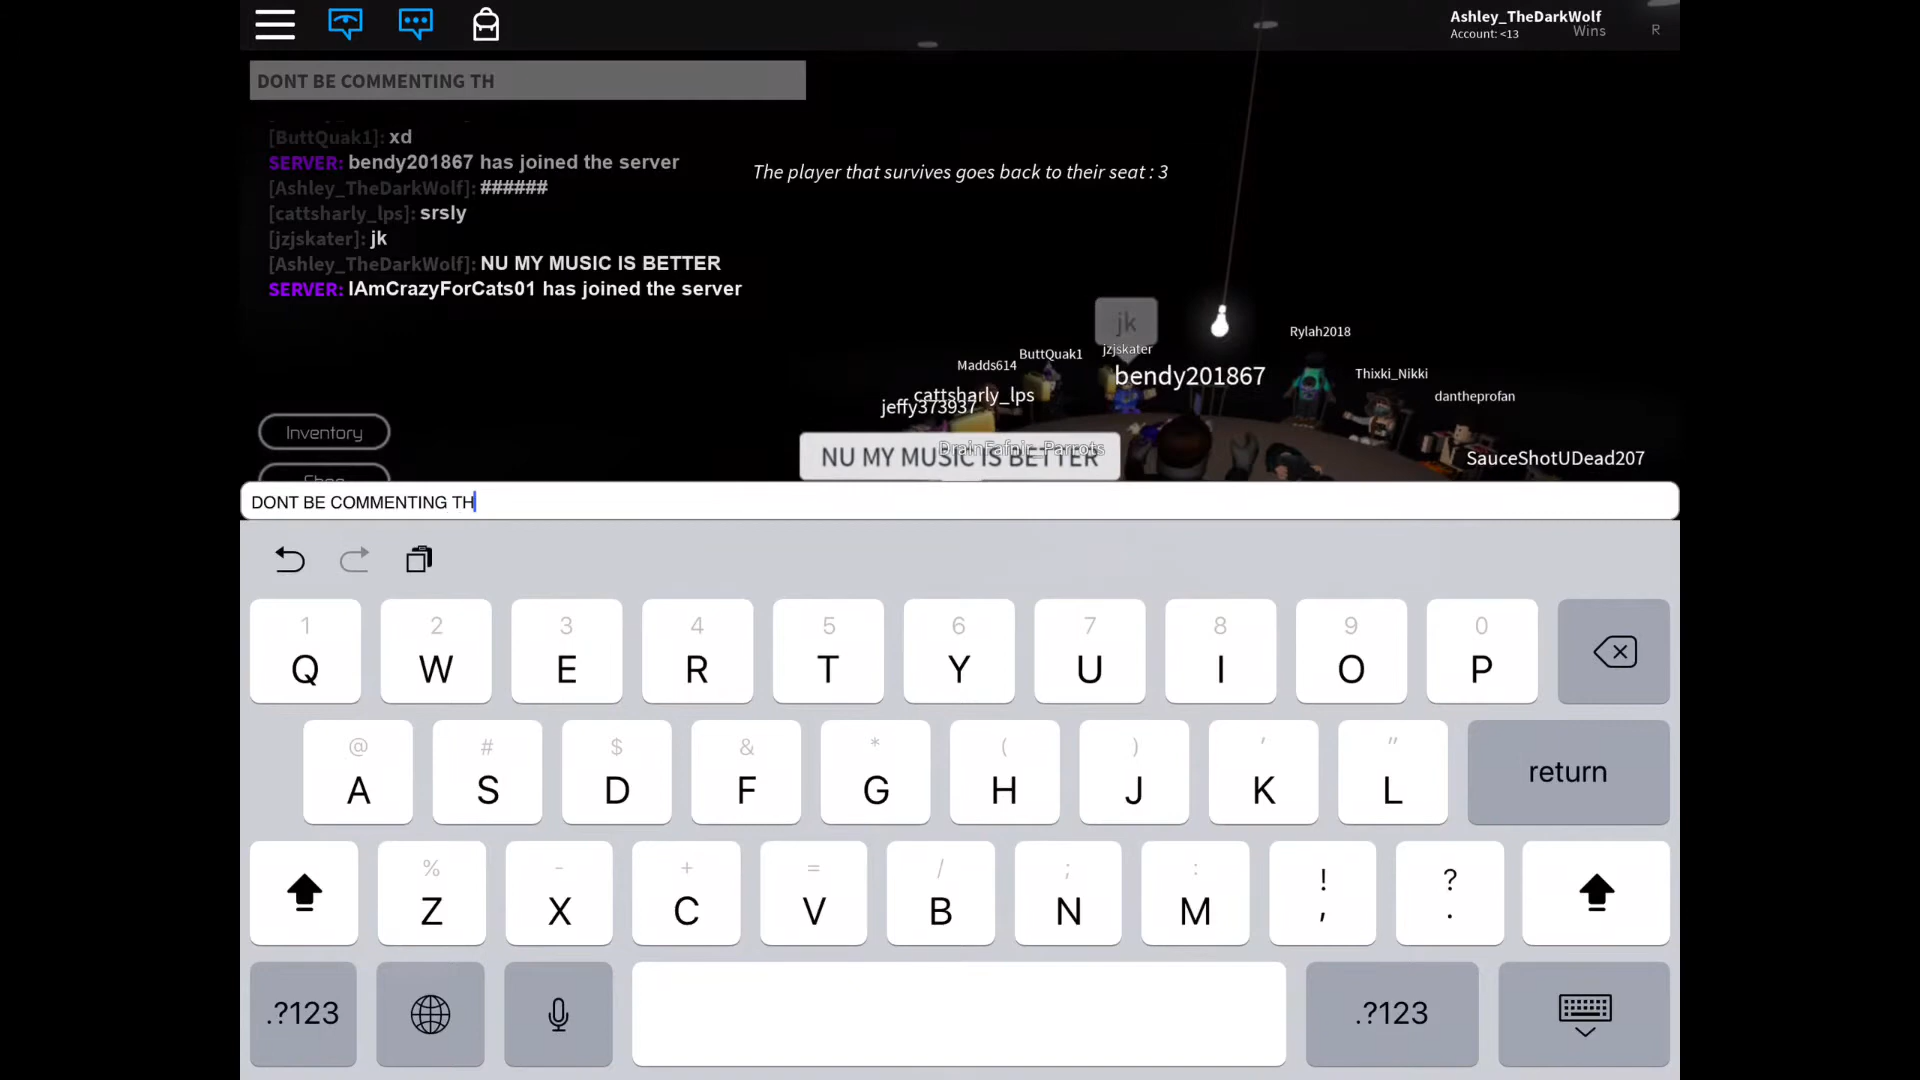 Ashley_TheDarkWolf
Account: <13
Wins
R
DONT BE COMMENTING TH
[ButtQuak1]: xd
SERVER: bendy201867 has joined the server
[Ashley_TheDarkWolf]: ######
[cattsharly_lps]: srsly
[jzjskater]: jk
[Ashley_TheDarkWolf]: NU MY MUSIC IS BETTER
SERVER: IAmCrazyForCats01 has joined the server
The player that survives goes back to their seat : 3
jk
Rylah2018
jzjskater
ButtQuak1
Madds614
bendy201867
Thixki_Nikki
cattsharly_lps
dantheprofan
jeffy373937
Inventory
DrainFafnir_Parrots
NU MY MUSIC IS BETTER
SauceShotUDead207
Shop
DONT BE COMMENTING TH
1 2 3 4 5 6 7 8 9 0
Q W E R T Y U I O P
@ # $ & * ( ) ' "
A S D F G H J K L return
% - + = / ; : ! ?
Z X C V B N M , .
.?123 .?123